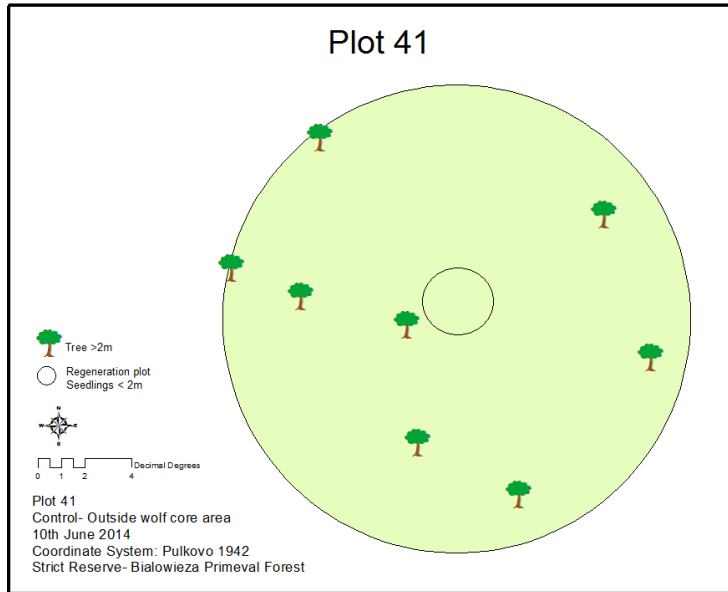 Plot 41
Tree >2m
Regeneration plot
Seedlings < 2m
N
W E
S
0 1 2 4 Decimal Degrees
Plot 41
Control- Outside wolf core area
10th June 2014
Coordinate System: Pulkovo 1942
Strict Reserve- Bialowieza Primeval Forest